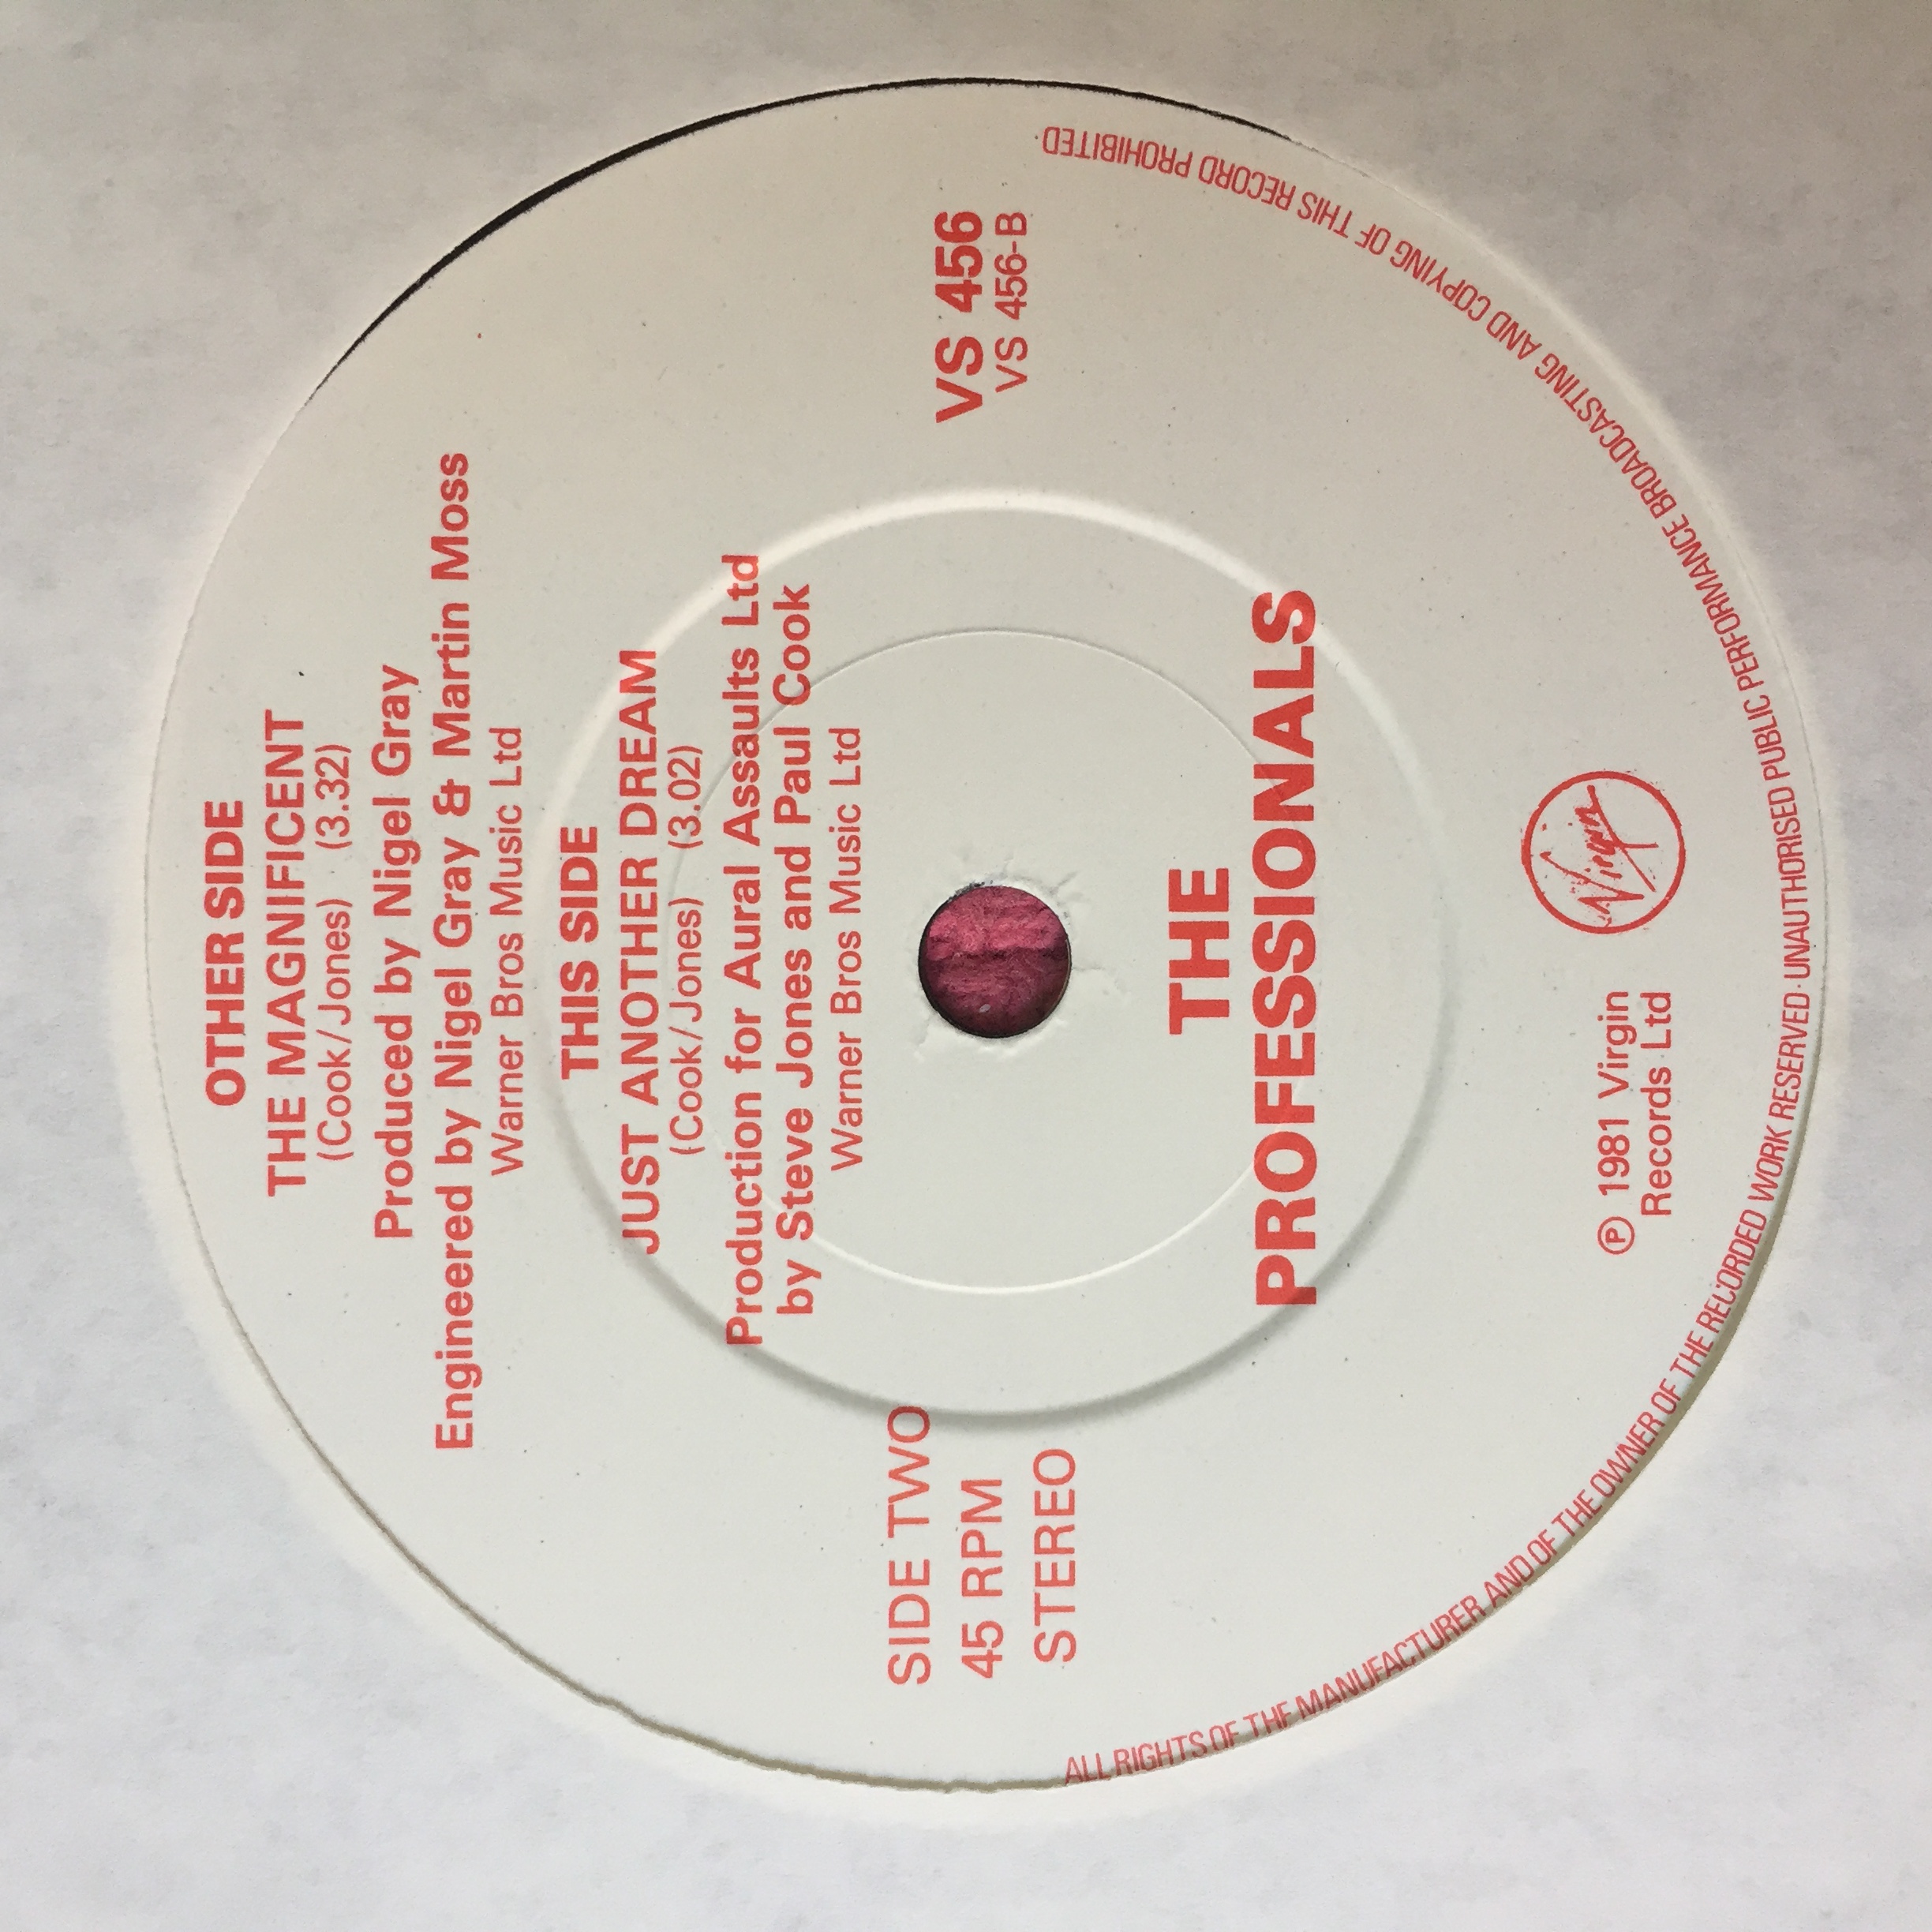 OTHER SIDE
THE MAGNIFICENT
(Cook/Jones) (3.32)
Produced by Nigel Gray
Engineered by Nigel Gray & Martin Moss
Warner Bros Music Ltd
THIS SIDE
JUST ANOTHER DREAM
(Cook/Jones) (3.02)
Production for Aural Assaults Ltd
by Steve Jones and Paul Cook
Warner Bros Music Ltd
SIDE TWO
45 RPM
STEREO
VS 456
VS 456-B
THE
PROFESSIONALS
Virgin
℗ 1981 Virgin
Records Ltd
ALL RIGHTS OF THE MANUFACTURER AND OF THE OWNER OF THE RECORDED WORK RESERVED · UNAUTHORISED PUBLIC PERFORMANCE BROADCASTING AND COPYING OF THIS RECORD PROHIBITED ·